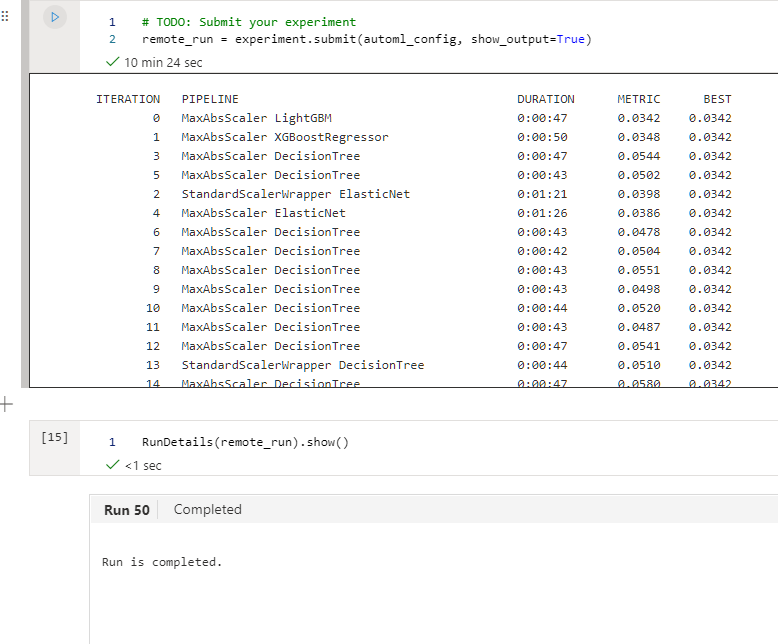 1 # TODO: Submit your experiment
2 remote_run = experiment.submit(automl_config, show_output=True)
10 min 24 sec
ITERATION PIPELINE DURATION METRIC BEST
0 MaxAbsScaler LightGBM 0:00:47 0.0342 0.0342
1 MaxAbsScaler XGBoostRegressor 0:00:50 0.0348 0.0342
3 MaxAbsScaler DecisionTree 0:00:47 0.0544 0.0342
5 MaxAbsScaler DecisionTree 0:00:43 0.0502 0.0342
2 StandardScalerWrapper ElasticNet 0:01:21 0.0398 0.0342
4 MaxAbsScaler ElasticNet 0:01:26 0.0386 0.0342
6 MaxAbsScaler DecisionTree 0:00:43 0.0478 0.0342
7 MaxAbsScaler DecisionTree 0:00:42 0.0504 0.0342
8 MaxAbsScaler DecisionTree 0:00:43 0.0551 0.0342
9 MaxAbsScaler DecisionTree 0:00:43 0.0498 0.0342
10 MaxAbsScaler DecisionTree 0:00:44 0.0520 0.0342
11 MaxAbsScaler DecisionTree 0:00:43 0.0487 0.0342
12 MaxAbsScaler DecisionTree 0:00:47 0.0541 0.0342
13 StandardScalerWrapper DecisionTree 0:00:44 0.0510 0.0342
14 MaxAbsScaler DecisionTree 0:00:47 0.0580 0.0342
[15] 1 RunDetails(remote_run).show()
<1 sec
Run 50 Completed
Run is completed.